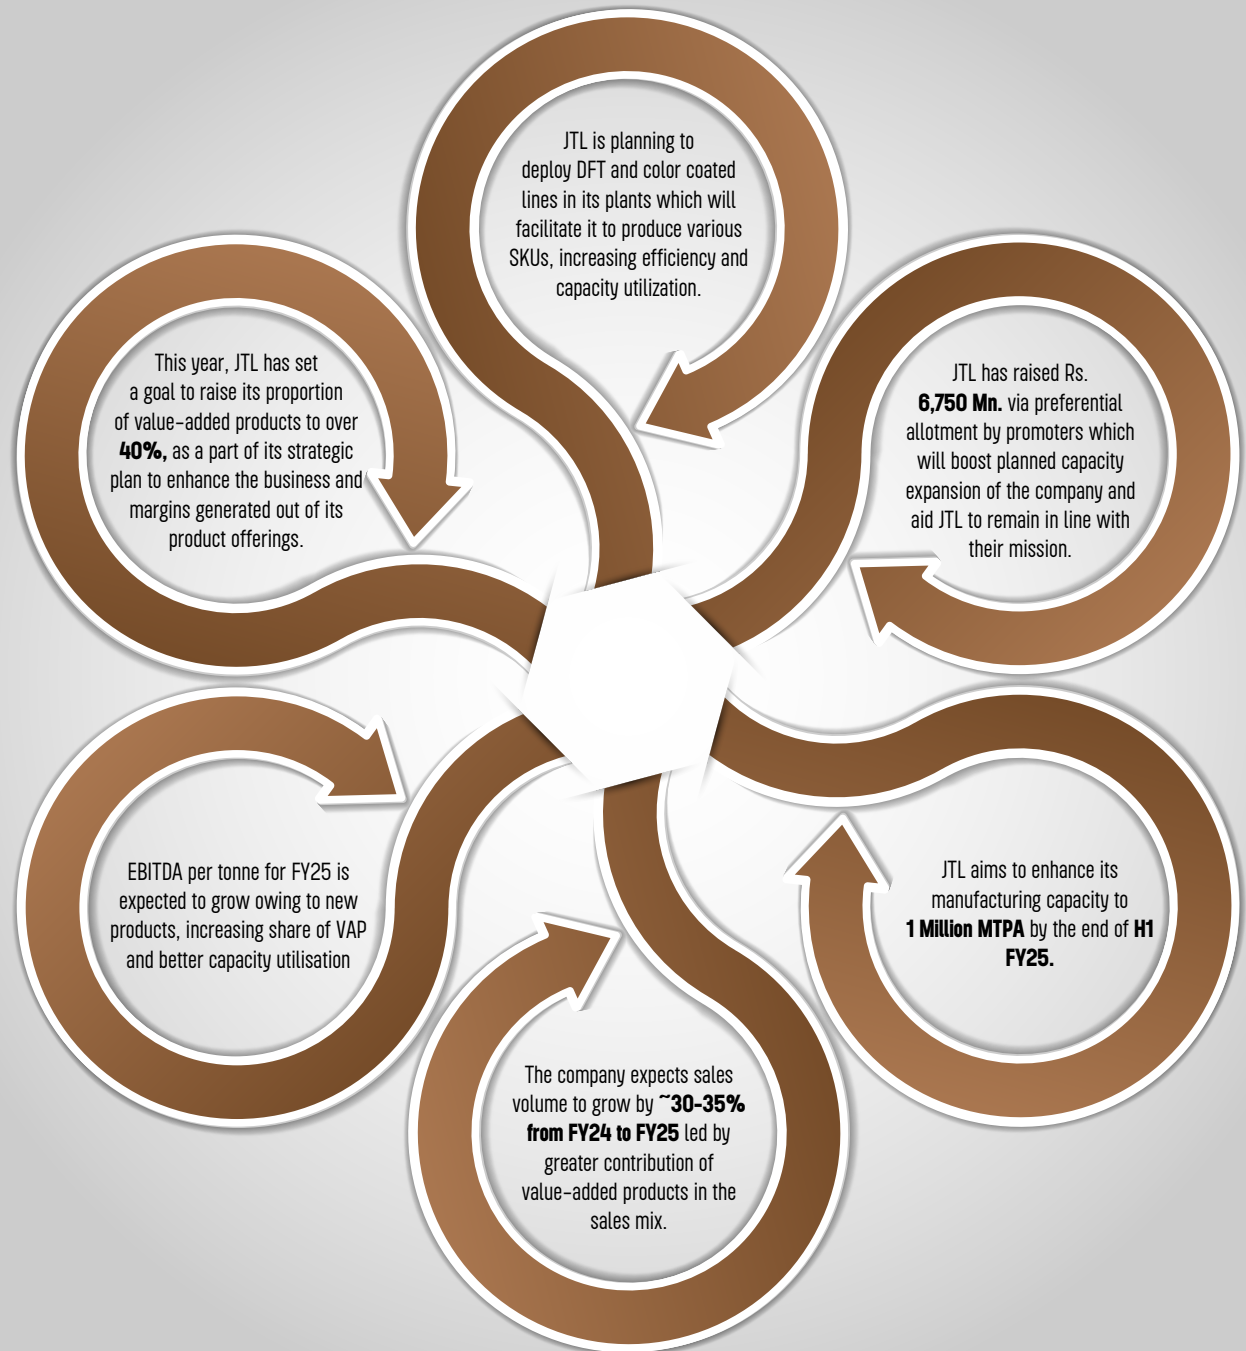 JTL is planning to
deploy DFT and color coated
lines in its plants which will
facilitate it to produce various
SKUs, increasing efficiency and
capacity utilization.
This year, JTL has set
a goal to raise its proportion
of value-added products to over
40%, as a part of its strategic
plan to enhance the business and
margins generated out of its
product offerings.
JTL has raised Rs.
6,750 Mn. via preferential
allotment by promoters which
will boost planned capacity
expansion of the company and
aid JTL to remain in line with
their mission.
EBITDA per tonne for FY25 is
expected to grow owing to new
products, increasing share of VAP
and better capacity utilisation
JTL aims to enhance its
manufacturing capacity to
1 Million MTPA by the end of H1
FY25.
The company expects sales
volume to grow by ~30-35%
from FY24 to FY25 led by
greater contribution of
value-added products in the
sales mix.